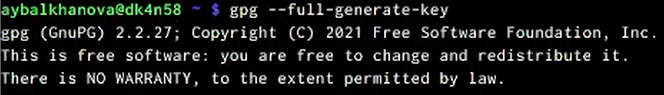 aybalkhanova@dk4n58 ~ $ gpg --full-generate-key
gpg (GnuPG) 2.2.27; Copyright (C) 2021 Free Software Foundation, Inc.
This is free software: you are free to change and redistribute it.
There is NO WARRANTY, to the extent permitted by law.